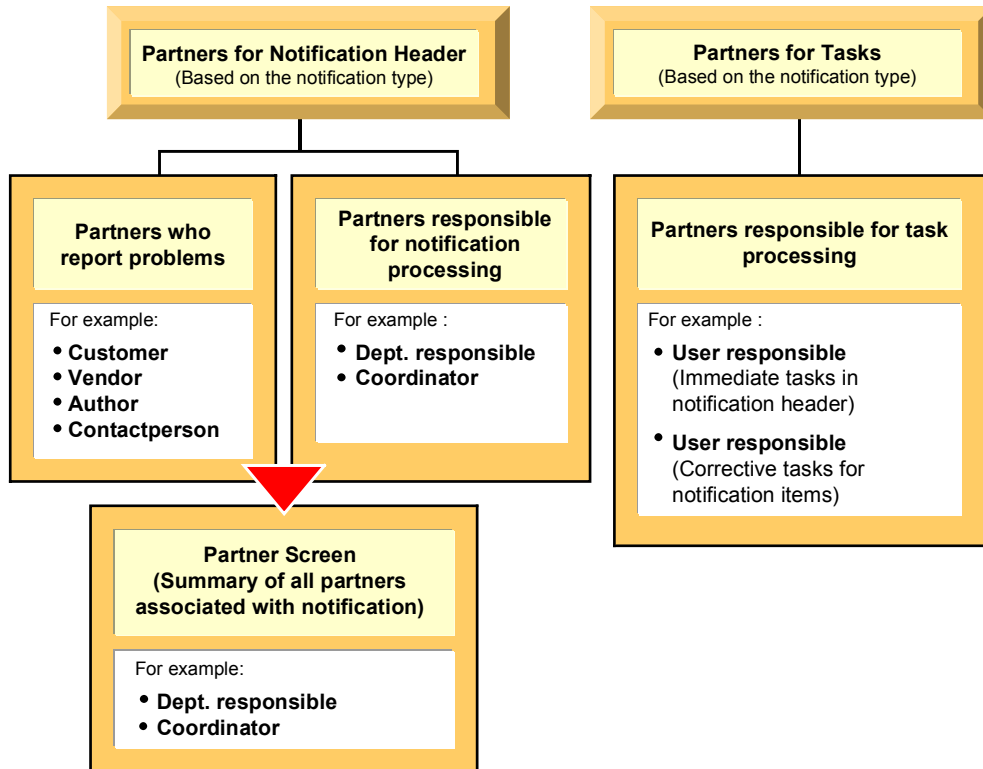 Partners for Notification Header
(Based on the notification type)
Partners for Tasks
(Based on the notification type)
Partners who
report problems
For example:
• Customer
• Vendor
• Author
• Contactperson
Partners responsible
for notification
processing
For example :
• Dept. responsible
• Coordinator
Partners responsible for task
processing
For example :
• User responsible
(Immediate tasks in
notification header)
• User responsible
(Corrective tasks for
notification items)
Partner Screen
(Summary of all partners
associated with notification)
For example:
• Dept. responsible
• Coordinator